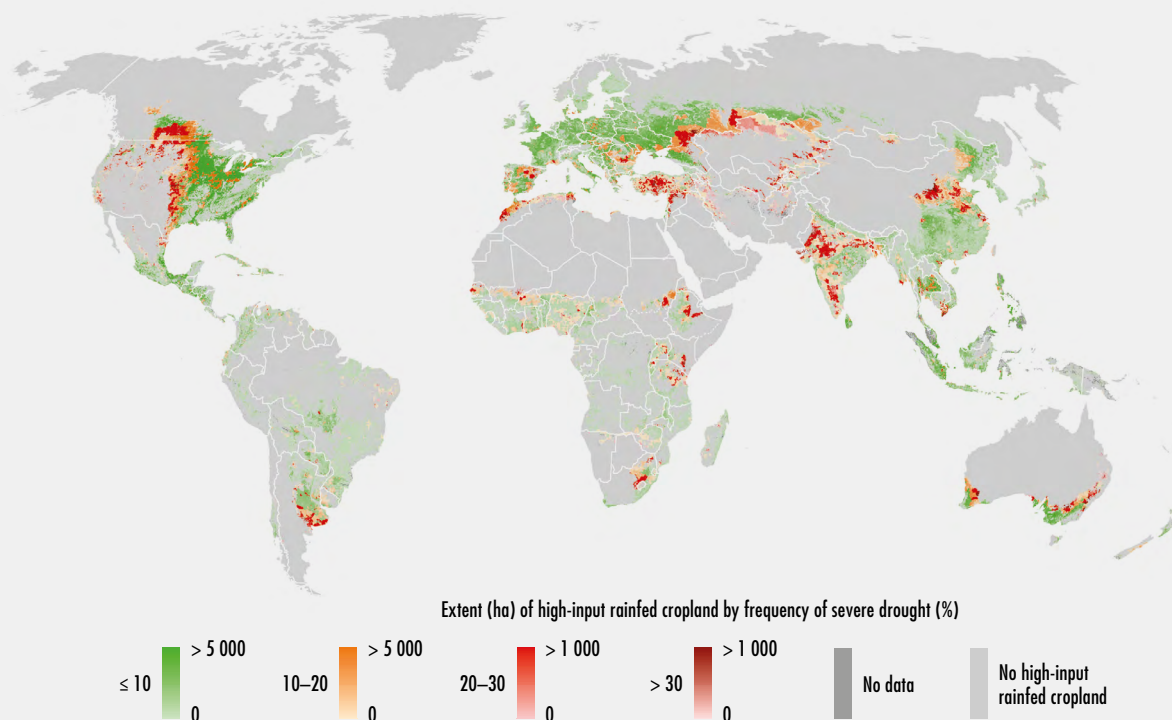 Extent (ha) of high-input rainfed cropland by frequency of severe drought (%)
≤ 10
> 5 000
0
10–20
> 5 000
0
20–30
> 1 000
0
> 30
> 1 000
0
No data
No high-input
rainfed cropland